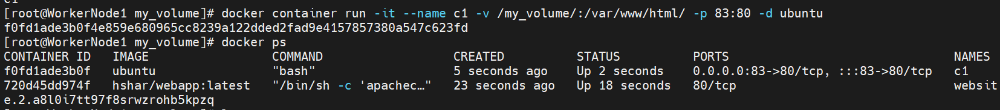 c1
[root@WorkerNode1 my_volume]# docker container run -it --name c1 -v /my_volume/:/var/www/html/ -p 83:80 -d ubuntu
f0fd1ade3b0f4e859e680965cc8239a122dded2fad9e4157857380a547c623fd
[root@WorkerNode1 my_volume]# docker ps
CONTAINER ID   IMAGE                 COMMAND                  CREATED          STATUS          PORTS                               NAMES
f0fd1ade3b0f   ubuntu                "bash"                   5 seconds ago    Up 2 seconds    0.0.0.0:83->80/tcp, :::83->80/tcp   c1
720d45dd974f   hshar/webapp:latest   "/bin/sh -c 'apachec…"   23 seconds ago   Up 18 seconds   80/tcp                              websit
e.2.a8l0i7tt97f8srwzrohb5kpzq